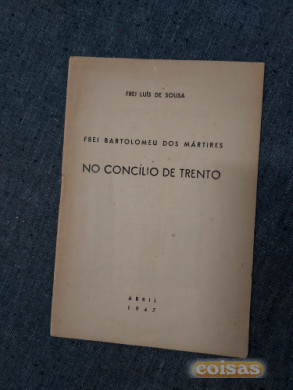 FREI LUÍS DE SOUSA
FREI BARTOLOMEU DOS MÁRTIRES
NO CONCÍLIO DE TRENTO
ABRIL
1947
coisas